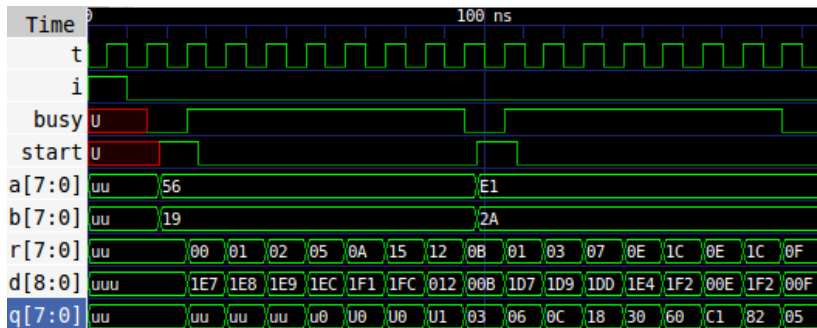 Time 0 100 ns
t
i
busy U
start U
a[7:0] uu 56 E1
b[7:0] uu 19 2A
r[7:0] uu 00 01 02 05 0A 15 12 0B 01 03 07 0E 1C 0E 1C 0F
d[8:0] uuu 1E7 1E8 1E9 1EC 1F1 1FC 012 00B 1D7 1D9 1DD 1E4 1F2 00E 1F2 00F
q[7:0] uu uu uu uu u0 U0 U0 U1 03 06 0C 18 30 60 C1 82 05